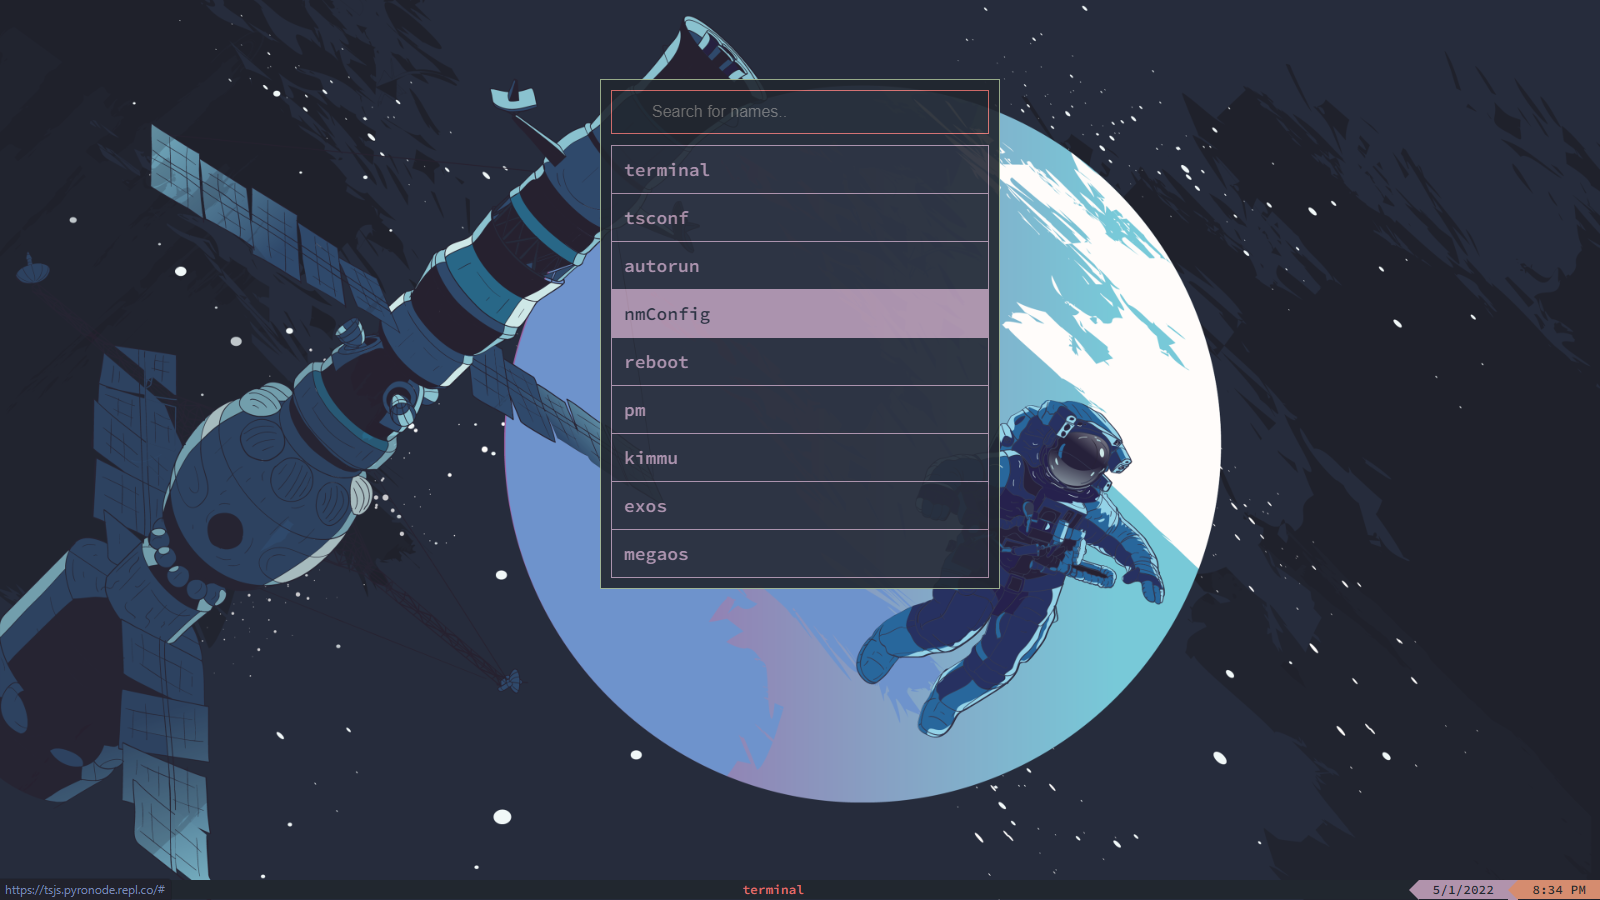 Search for names..
terminal
tsconf
autorun
nmConfig
reboot
pm
kimmu
exos
megaos
https://tsjs.pyronode.repl.co/#
terminal
5/1/2022
8:34 PM